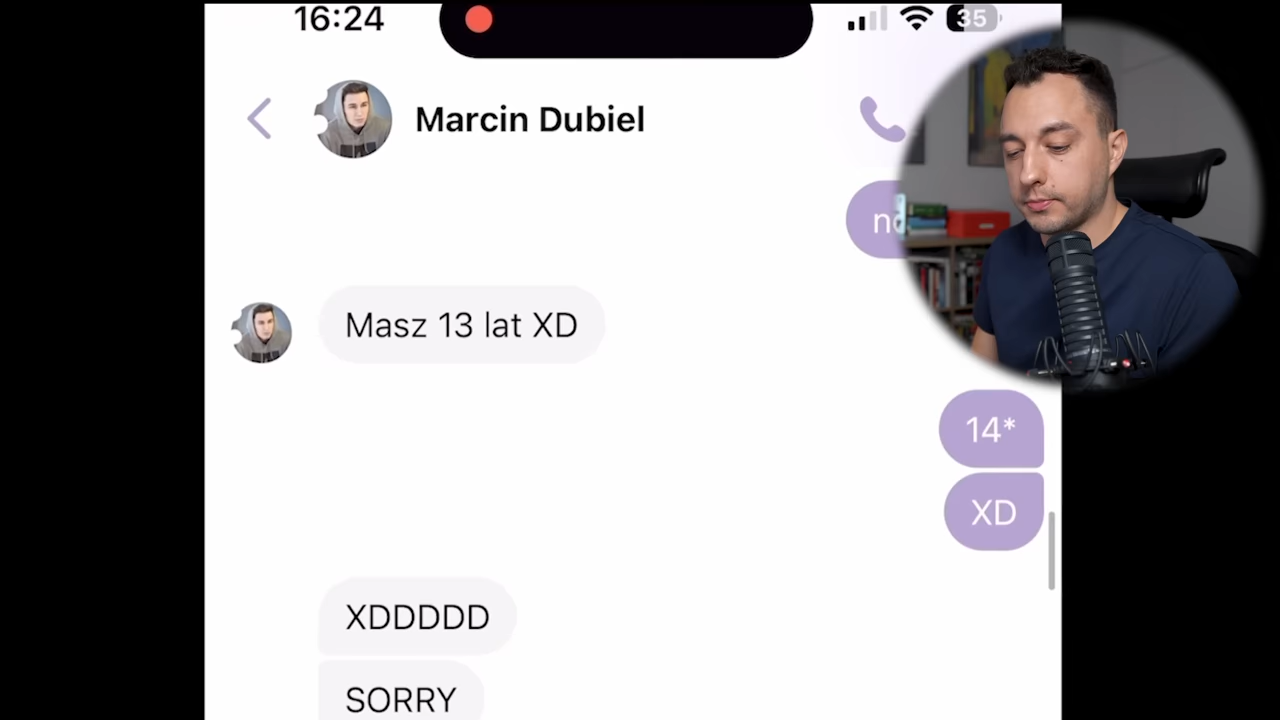 16:24
35
Marcin Dubiel
Masz 13 lat XD
14*
XD
XDDDDD
SORRY